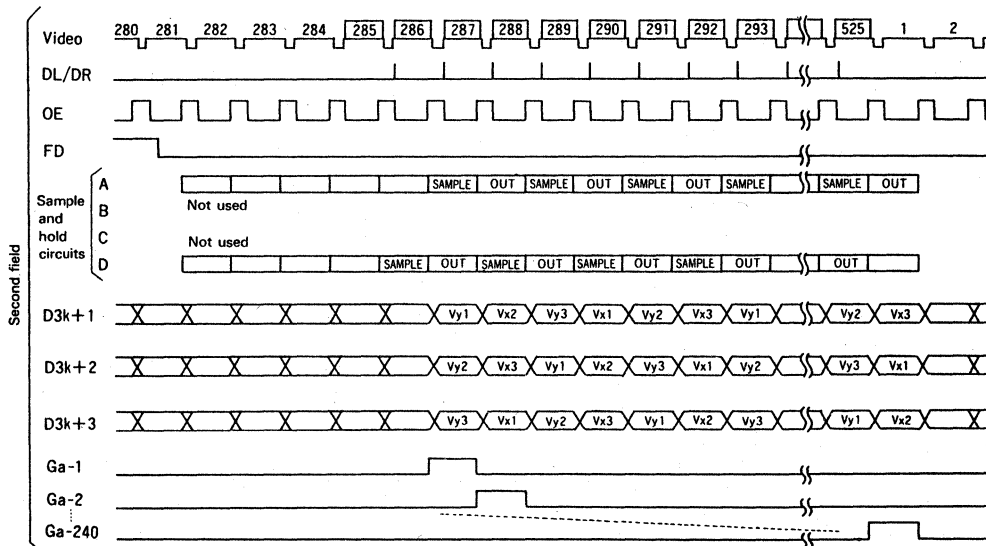 Second field
Video 280 281 282 283 284 285 286 287 288 289 290 291 292 293 525 1 2
DL/DR
OE
FD
Sample and hold circuits
A SAMPLE OUT SAMPLE OUT SAMPLE OUT SAMPLE SAMPLE OUT
B Not used
C Not used
D SAMPLE OUT SAMPLE OUT SAMPLE OUT SAMPLE OUT OUT
D3k+1 Vy1 Vx2 Vy3 Vx1 Vy2 Vx3 Vy1 Vy2 Vx3
D3k+2 Vy2 Vx3 Vy1 Vx2 Vy3 Vx1 Vy2 Vy3 Vx1
D3k+3 Vy3 Vx1 Vy2 Vx3 Vy1 Vx2 Vy3 Vy1 Vx2
Ga-1
Ga-2
Ga-240